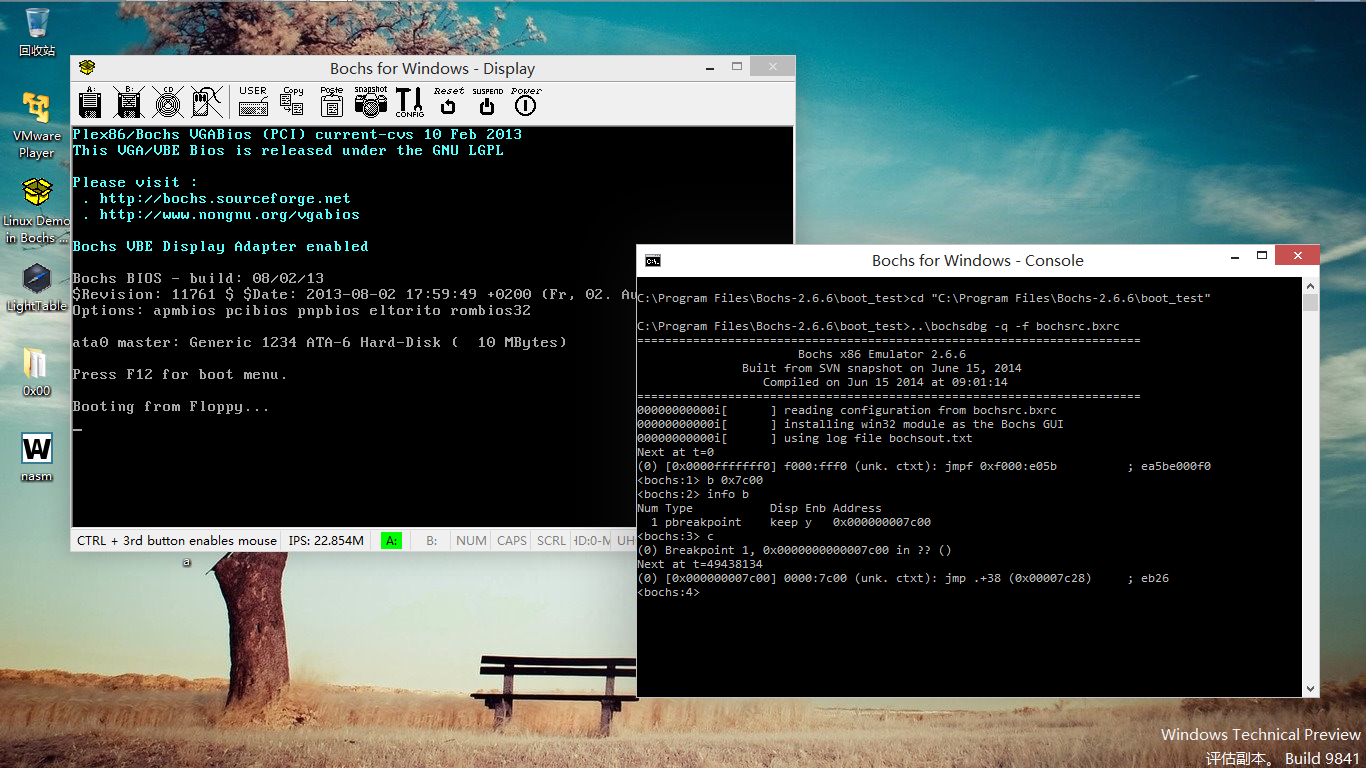 回收站
VMware
Player
Linux Demo
in Bochs ...
LightTable
0x00
W
nasm
Bochs for Windows - Display
A:
B:
CD
USER
Copy
Poste
snapshot
T
CONFIG
Reset
SUSPEND
Power
Plex86/Bochs VGABios (PCI) current-cvs 10 Feb 2013
This VGA/VBE Bios is released under the GNU LGPL
Please visit :
. http://bochs.sourceforge.net
. http://www.nongnu.org/vgabios
Bochs VBE Display Adapter enabled
Bochs BIOS - build: 08/02/13
$Revision: 11761 $ $Date: 2013-08-02 17:59:49 +0200 (Fr, 02. Au
Options: apmbios pcibios pnpbios eltorito rombios32
ata0 master: Generic 1234 ATA-6 Hard-Disk (  10 MBytes)
Press F12 for boot menu.
Booting from Floppy...
_
CTRL + 3rd button enables mouse IPS: 22.854M A: B: NUM CAPS SCRL HD:0-M UH
a
Bochs for Windows - Console
C:\Program Files\Bochs-2.6.6\boot_test>cd "C:\Program Files\Bochs-2.6.6\boot_test"
C:\Program Files\Bochs-2.6.6\boot_test>..\bochsdbg -q -f bochsrc.bxrc
========================================================================
Bochs x86 Emulator 2.6.6
Built from SVN snapshot on June 15, 2014
Compiled on Jun 15 2014 at 09:01:14
========================================================================
00000000000i[      ] reading configuration from bochsrc.bxrc
00000000000i[      ] installing win32 module as the Bochs GUI
00000000000i[      ] using log file bochsout.txt
Next at t=0
(0) [0x0000fffffff0] f000:fff0 (unk. ctxt): jmpf 0xf000:e05b          ; ea5be000f0
<bochs:1> b 0x7c00
<bochs:2> info b
Num Type           Disp Enb Address
  1 pbreakpoint    keep y   0x000000007c00
<bochs:3> c
(0) Breakpoint 1, 0x0000000000007c00 in ?? ()
Next at t=49438134
(0) [0x000000007c00] 0000:7c00 (unk. ctxt): jmp .+38 (0x00007c28)     ; eb26
<bochs:4>
Windows Technical Preview
评估副本。 Build 9841